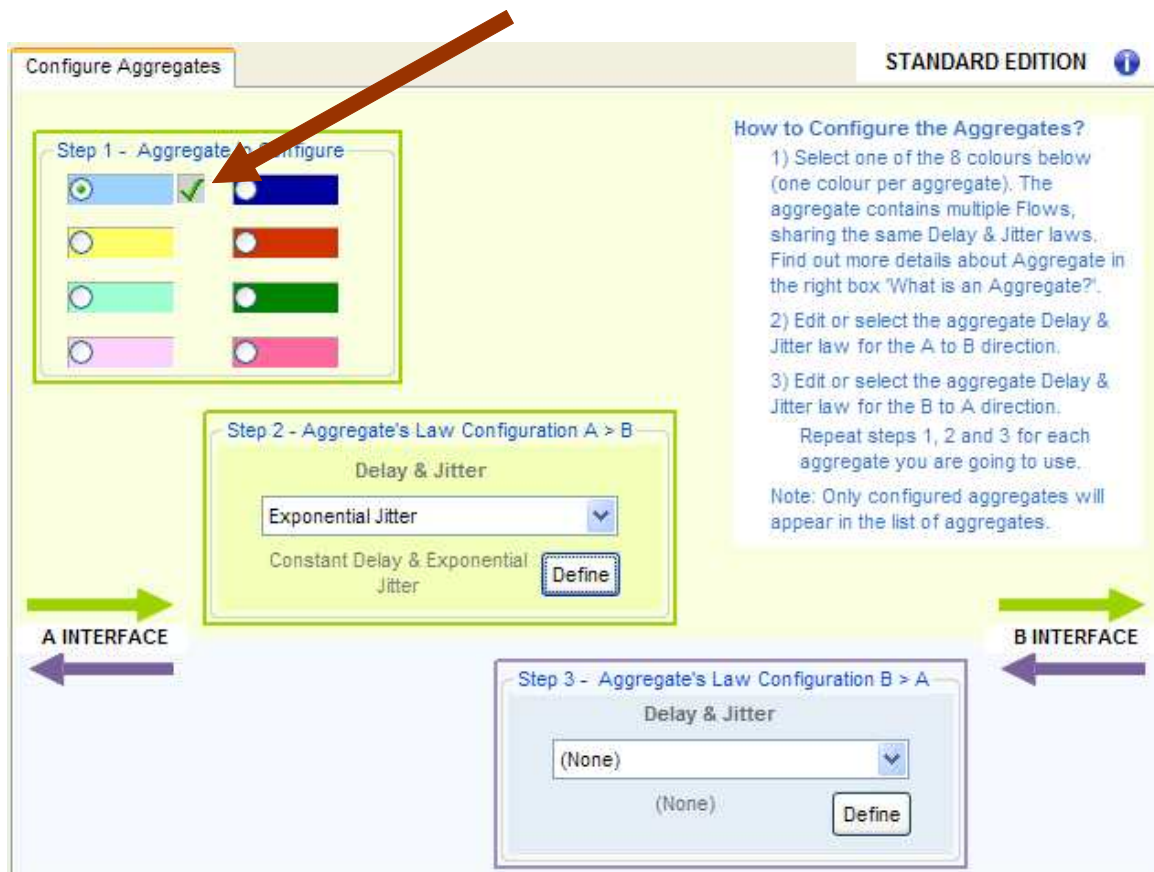 Configure Aggregates
STANDARD EDITION
Step 1 - Aggregate to Configure
How to Configure the Aggregates?
1) Select one of the 8 colours below
(one colour per aggregate). The
aggregate contains multiple Flows,
sharing the same Delay & Jitter laws.
Find out more details about Aggregate in
the right box 'What is an Aggregate?'.
2) Edit or select the aggregate Delay &
Jitter law for the A to B direction.
3) Edit or select the aggregate Delay &
Jitter law for the B to A direction.
Repeat steps 1, 2 and 3 for each
aggregate you are going to use.
Note: Only configured aggregates will
appear in the list of aggregates.
Step 2 - Aggregate's Law Configuration A > B
Delay & Jitter
Exponential Jitter
Constant Delay & Exponential
Jitter
Define
A INTERFACE
B INTERFACE
Step 3 - Aggregate's Law Configuration B > A
Delay & Jitter
(None)
(None)
Define